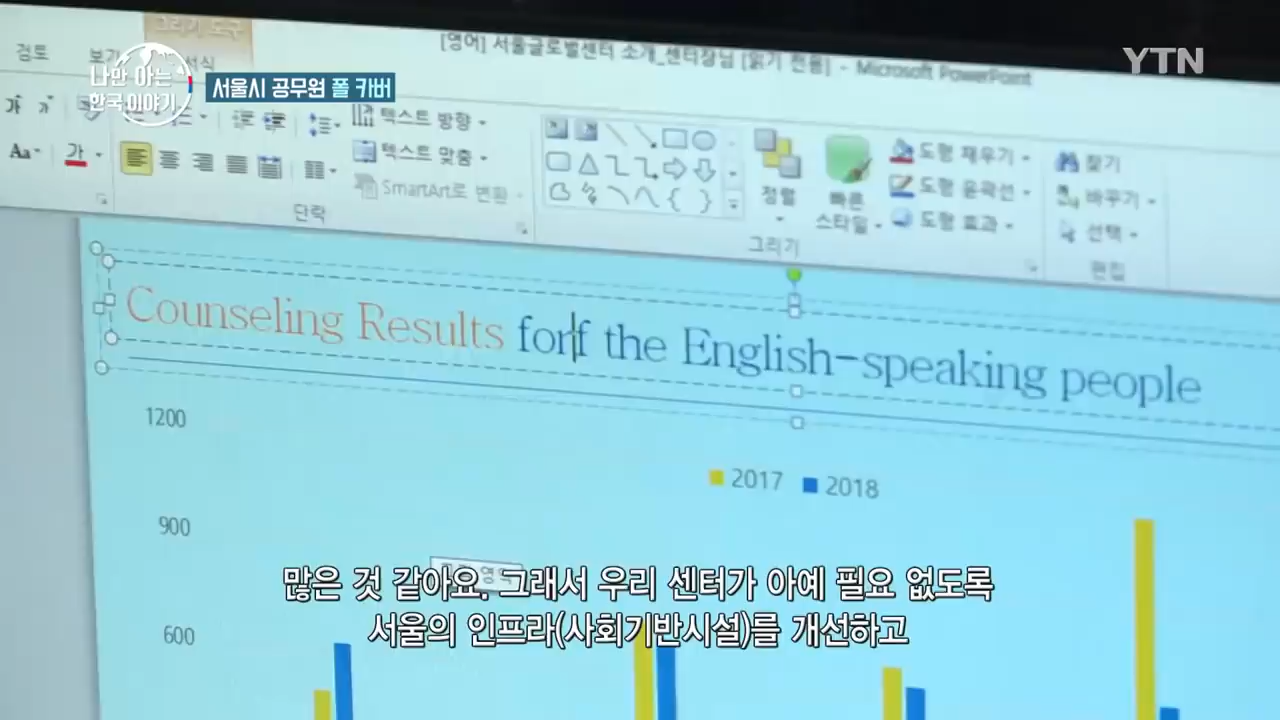 [영어] 서울글로벌센터 소개_센터장님 [읽기 전용] - Microsoft PowerPoint
YTN
그리기 도구
검토
보기
서식
나만 아는
한국 이야기
서울시 공무원 폴 카버
가 가
텍스트 방향
Aa 가
텍스트 맞춤
SmartArt로 변환
단락
정렬
빠른
스타일
도형 채우기
도형 윤곽선
도형 효과
그리기
찾기
바꾸기
선택
편집
Counseling Results forf the English-speaking people
1200
2017 2018
900
600
많은 것 같아요. 그래서 우리 센터가 아예 필요 없도록
서울의 인프라(사회기반시설)를 개선하고